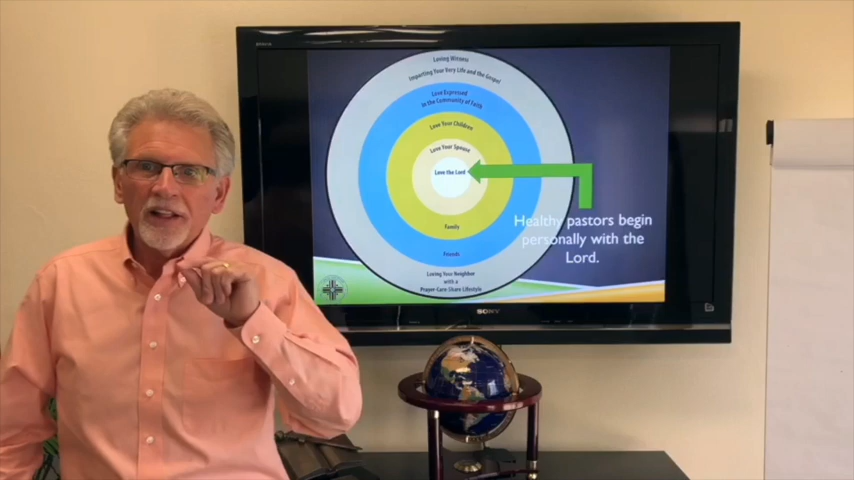 Loving Witness
Imparting Your Very Life and the Gospel
Love Expressed
in the Community of Faith
Love Your Children
Love Your Spouse
Love the Lord
Healthy pastors begin
personally with the
Lord.
Family
Friends
Loving Your Neighbor
with a
Prayer-Care-Share Lifestyle
SONY